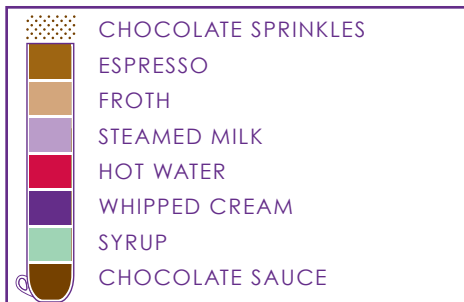 CHOCOLATE SPRINKLES
ESPRESSO
FROTH
STEAMED MILK
HOT WATER
WHIPPED CREAM
SYRUP
CHOCOLATE SAUCE